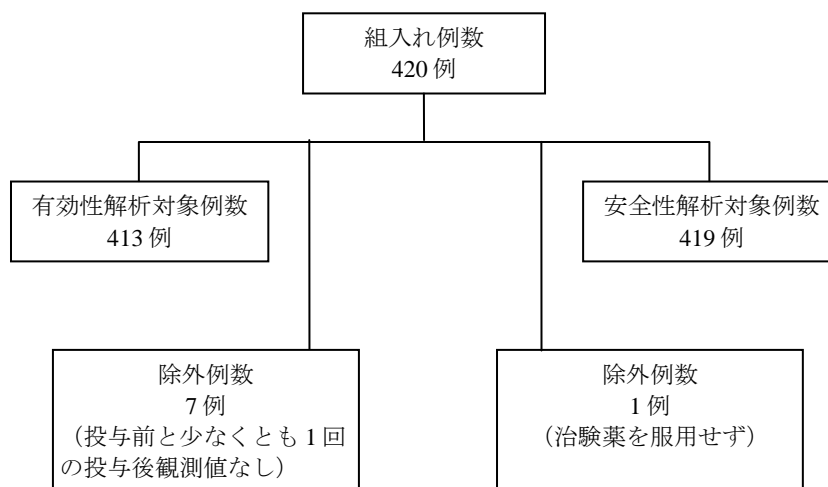 組入れ例数
420 例
有効性解析対象例数
413 例
安全性解析対象例数
419 例
除外例数
7 例
（投与前と少なくとも 1 回
の投与後観測値なし）
除外例数
1 例
（治験薬を服用せず）